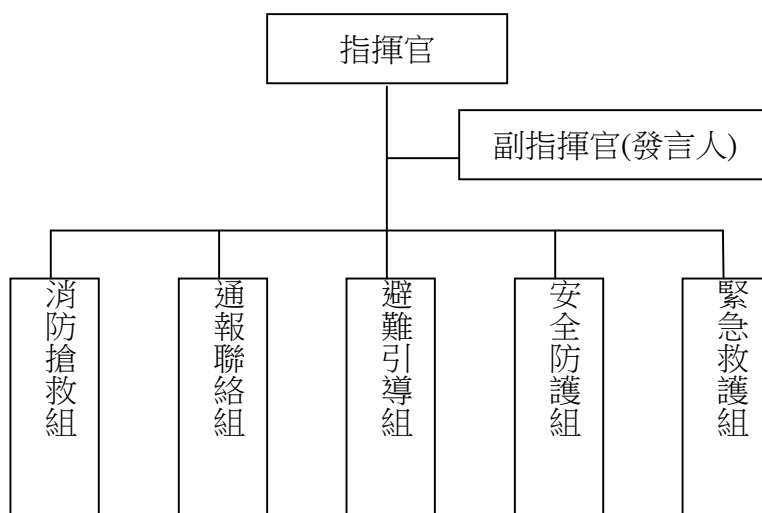 指揮官
副指揮官(發言人)
消防搶救組
通報聯絡組
避難引導組
安全防護組
緊急救護組